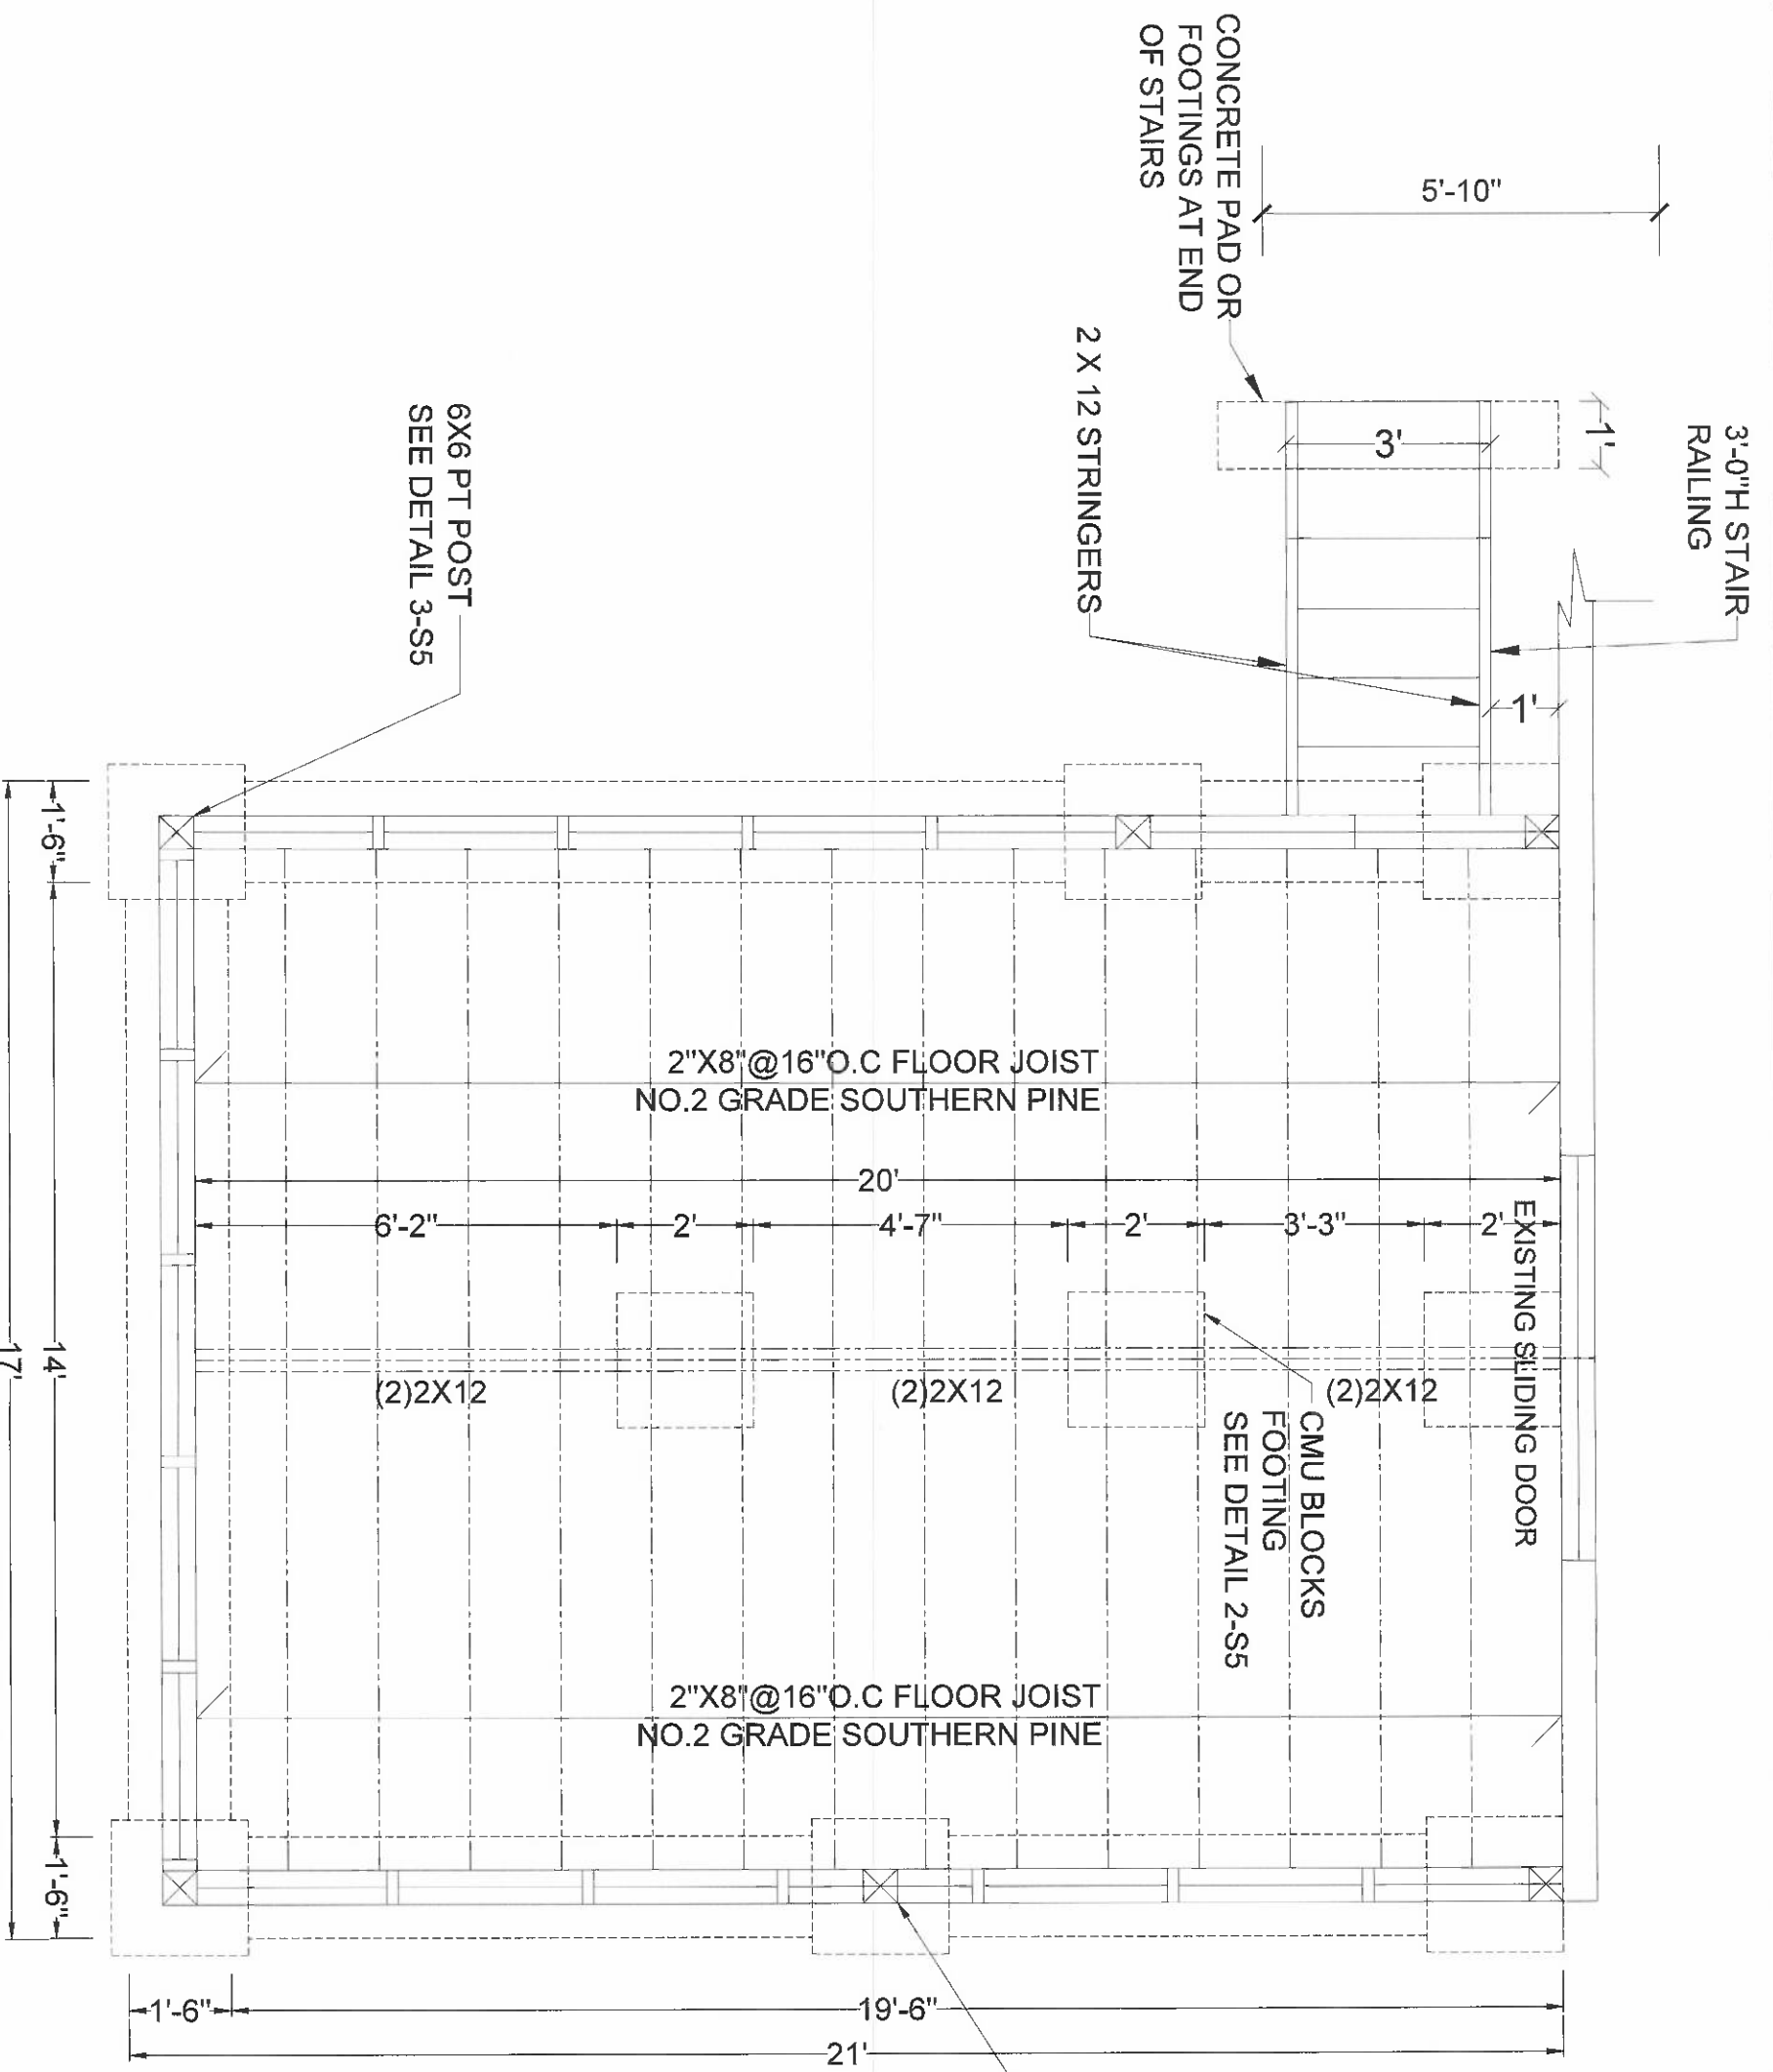 CONCRETE PAD OR
FOOTINGS AT END
OF STAIRS
5'-10"
3'-0"H STAIR
RAILING
1'
3'
2 X 12 STRINGERS
1'
6X6 PT POST
SEE DETAIL 3-S5
2"X8"@16"O.C FLOOR JOIST
NO.2 GRADE SOUTHERN PINE
20'
6'-2"
2'
4'-7"
2'
3'-3"
2'
EXISTING SLIDING DOOR
(2)2X12
(2)2X12
(2)2X12
CMU BLOCKS
FOOTING
SEE DETAIL 2-S5
2"X8"@16"O.C FLOOR JOIST
NO.2 GRADE SOUTHERN PINE
1'-6"
14'
1'-6"
17'
1'-6"
19'-6"
21'